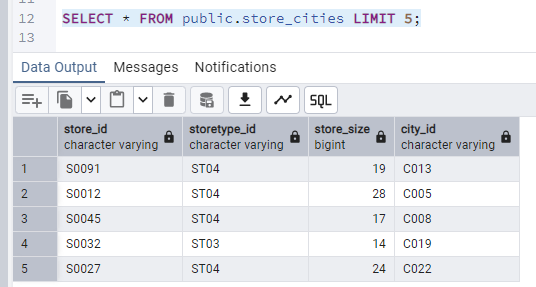 12 SELECT * FROM public.store_cities LIMIT 5;
13
Data Output Messages Notifications
SQL
store_id storetype_id store_size city_id
character varying character varying bigint character varying
1 S0091 ST04 19 C013
2 S0012 ST04 28 C005
3 S0045 ST04 17 C008
4 S0032 ST03 14 C019
5 S0027 ST04 24 C022